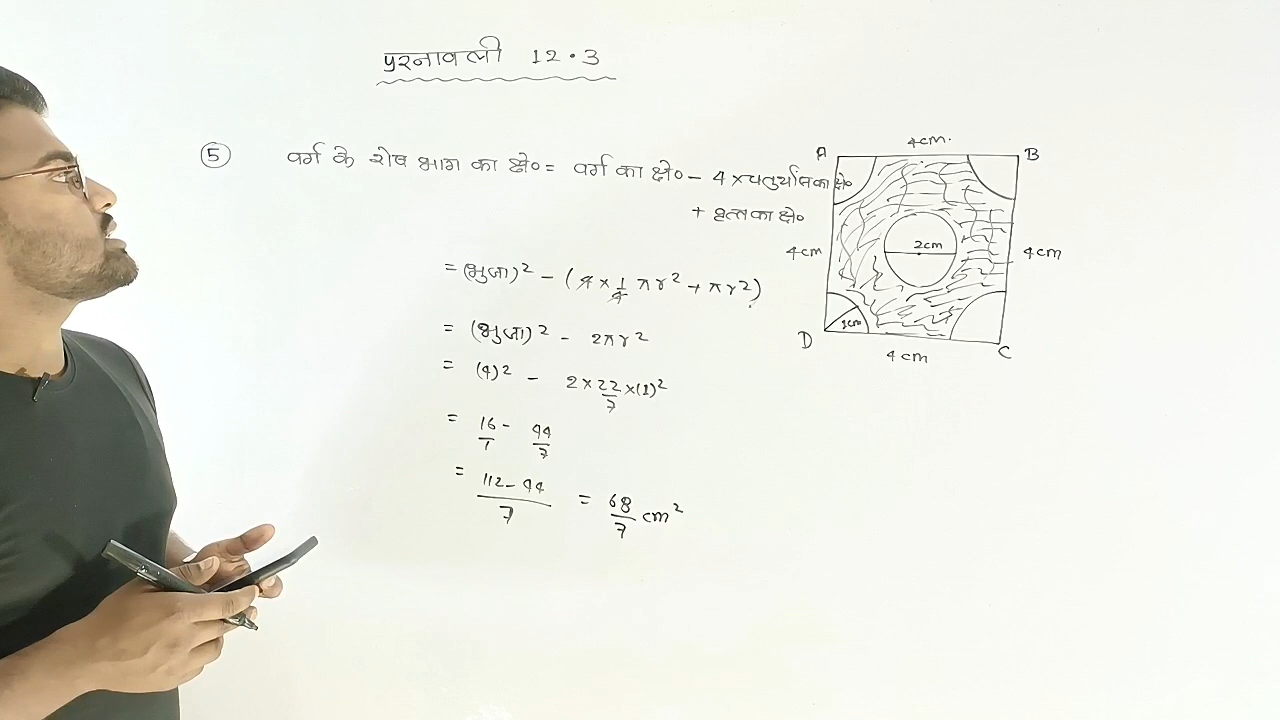 प्रश्नावली 12.3
5 वर्ग के शेष भाग का क्षे० = वर्ग का क्षे० - 4 × चतुर्थांश का क्षे०
+ वृत्त का क्षे०
= (भुजा)² - (4 × 1/4 πr² + πr²)
= (भुजा)² - 2πr²
= (4)² - 2 × 22/7 × (1)²
= 16/1 - 44/7
= 112 - 44/7 = 68/7 cm²
4cm.
A B
4cm 2cm 4cm
1cm
D C
4cm